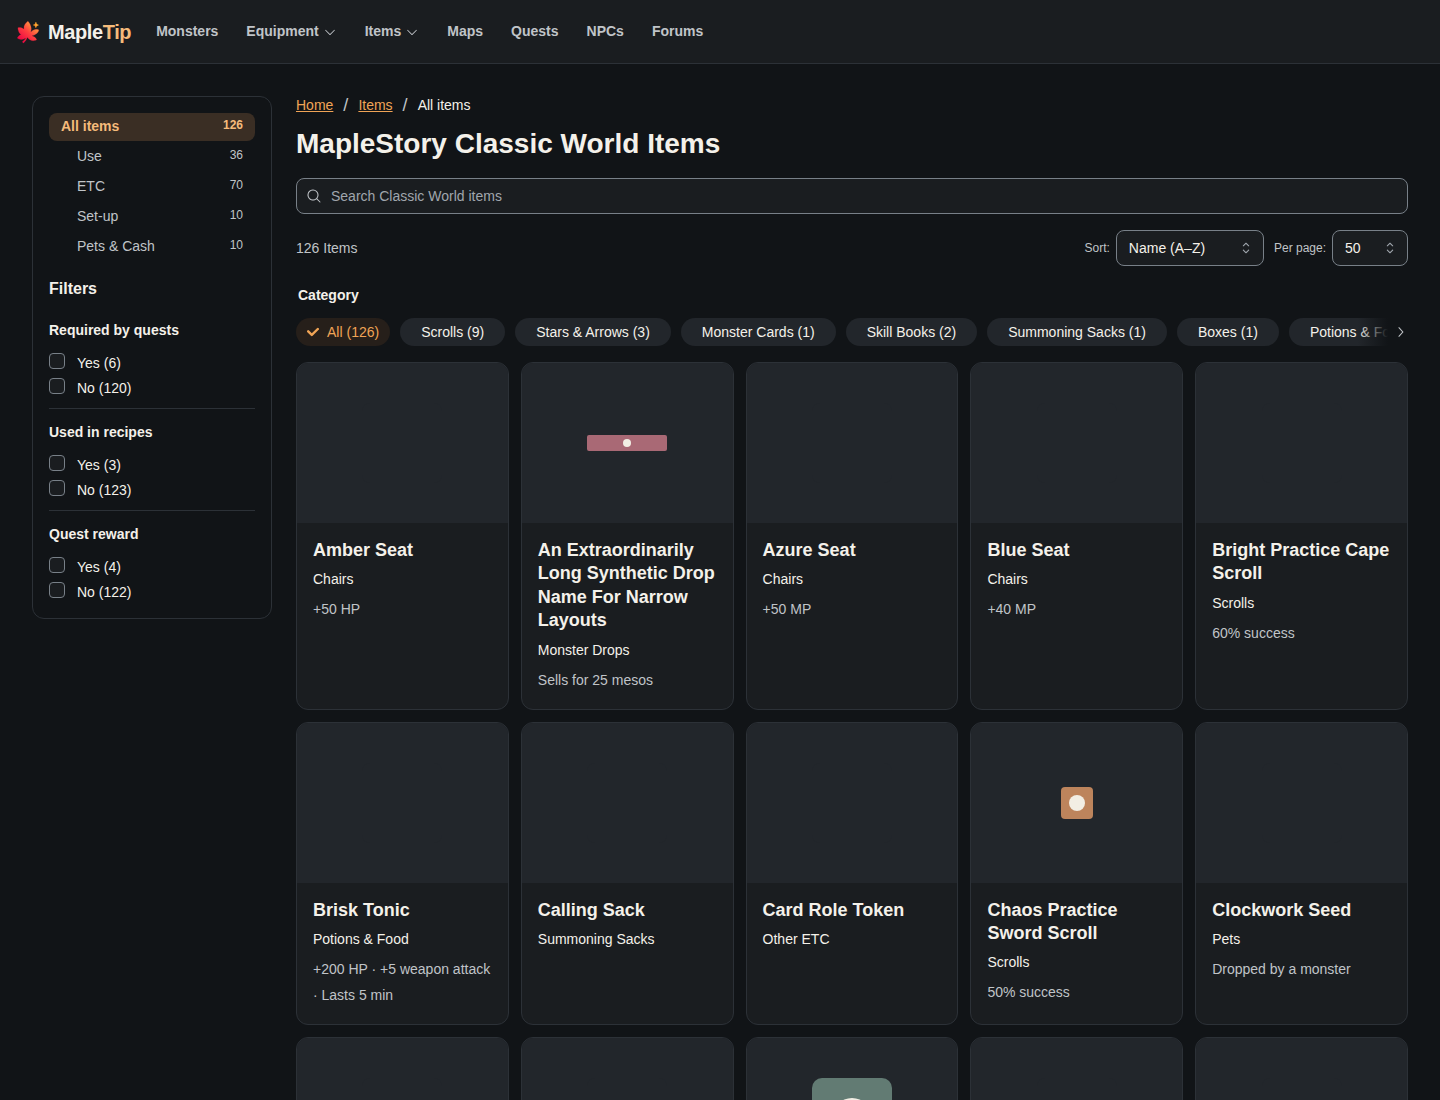 MapleTip
Monsters
Equipment
Items
Maps
Quests
NPCs
Forums
All items 126
Use 36
ETC 70
Set-up 10
Pets & Cash 10
Filters
Required by quests
Yes (6)
No (120)
Used in recipes
Yes (3)
No (123)
Quest reward
Yes (4)
No (122)
Home / Items / All items
MapleStory Classic World Items
Search Classic World items
126 Items
Sort: Name (A–Z) Per page: 50
Category
All (126) Scrolls (9) Stars & Arrows (3) Monster Cards (1) Skill Books (2) Summoning Sacks (1) Boxes (1) Potions &
Amber Seat
Chairs
+50 HP
An Extraordinarily
Long Synthetic Drop
Name For Narrow
Layouts
Monster Drops
Sells for 25 mesos
Azure Seat
Chairs
+50 MP
Blue Seat
Chairs
+40 MP
Bright Practice Cape
Scroll
Scrolls
60% success
Brisk Tonic
Potions & Food
+200 HP · +5 weapon attack
· Lasts 5 min
Calling Sack
Summoning Sacks
Card Role Token
Other ETC
Chaos Practice
Sword Scroll
Scrolls
50% success
Clockwork Seed
Pets
Dropped by a monster